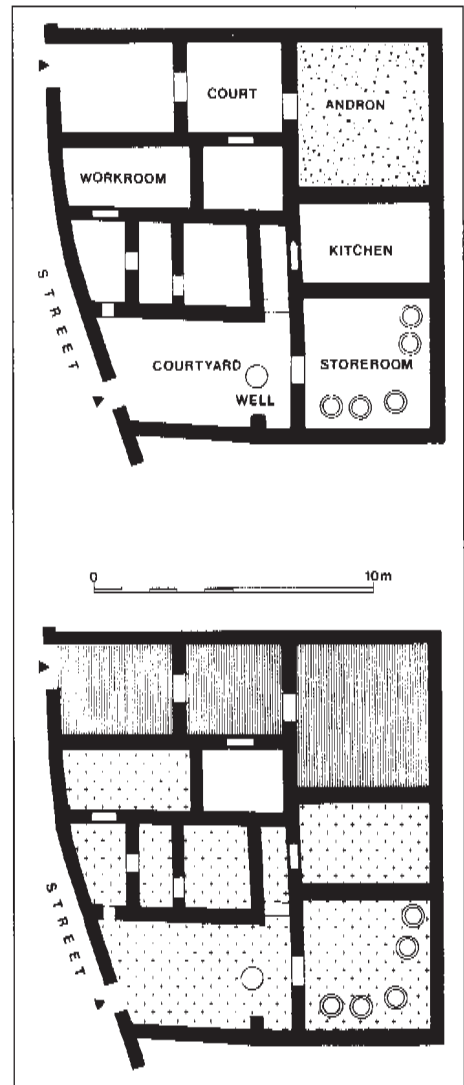 COURT
ANDRON
WORKROOM
KITCHEN
STREET
COURTYARD
STOREROOM
WELL
0 10m
STREET